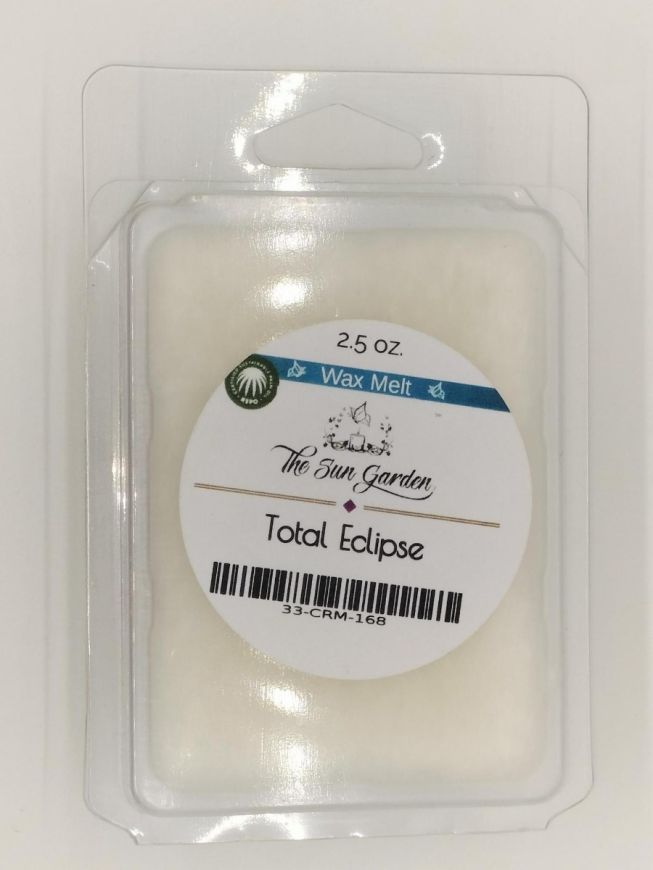 2.5 oz.
Wax Melt
The Sun Garden
Total Eclipse
33-CRM-168